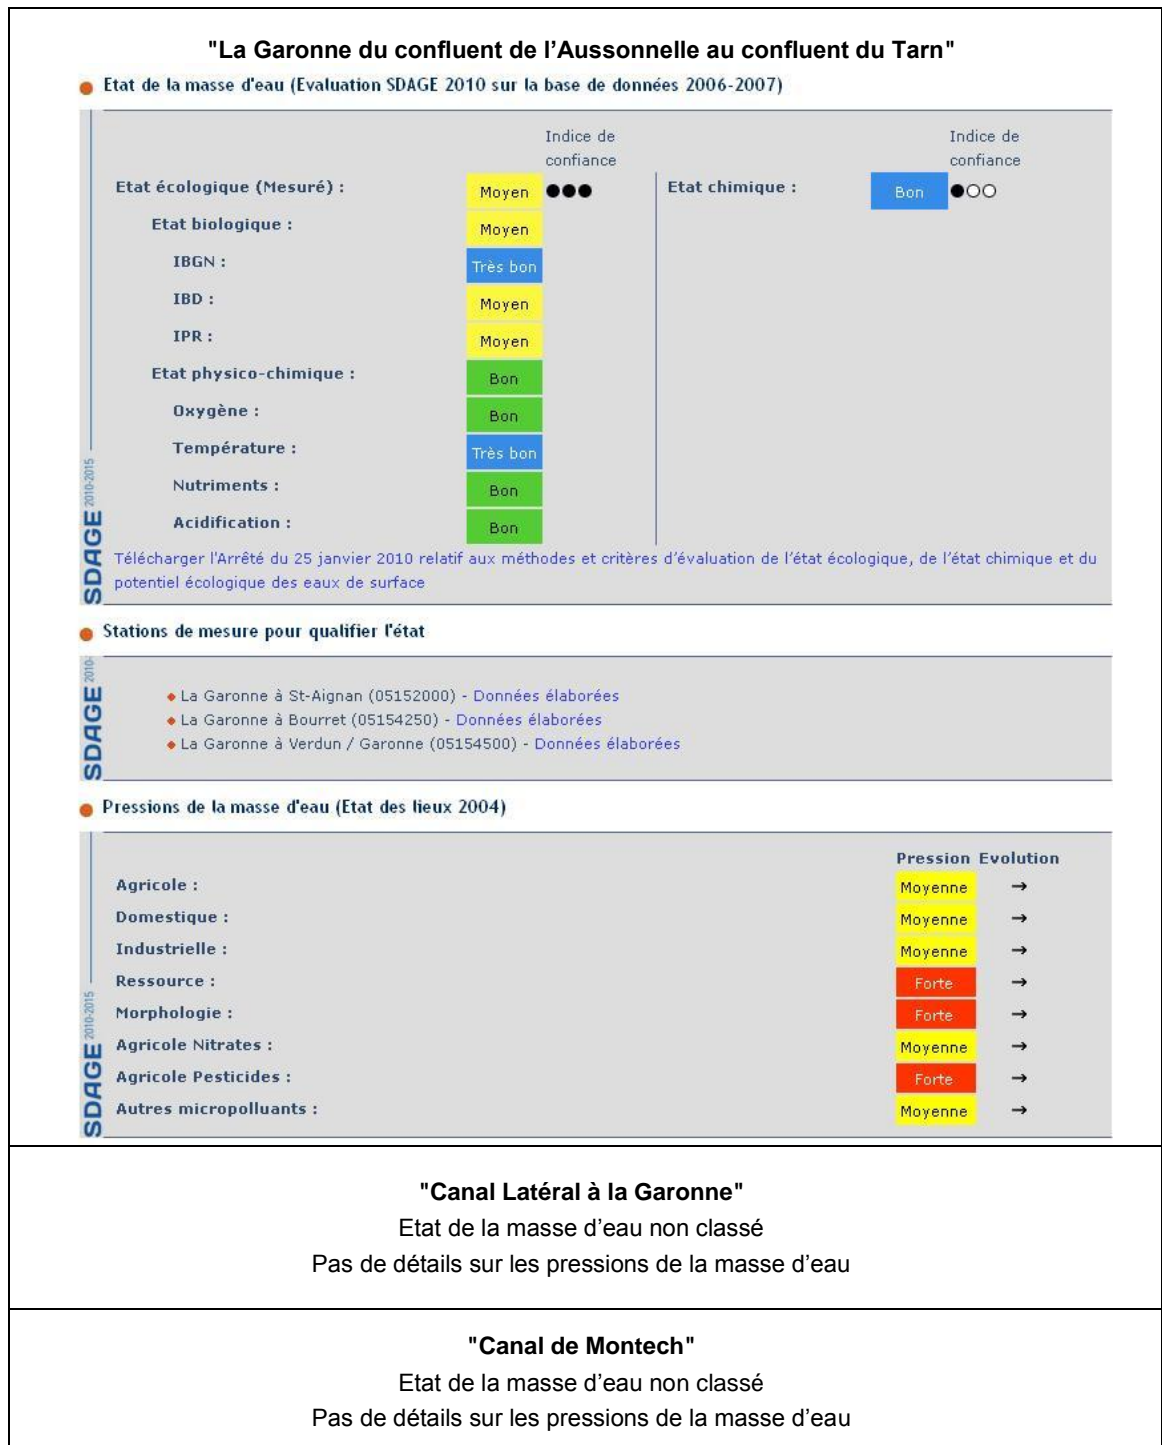 "La Garonne du confluent de l’Aussonnelle au confluent du Tarn"
Etat de la masse d'eau (Evaluation SDAGE 2010 sur la base de données 2006-2007)
Indice de confiance
Indice de confiance
Etat écologique (Mesuré) : Moyen
Etat chimique : Bon
Etat biologique : Moyen
IBGN : Très bon
IBD : Moyen
IPR : Moyen
Etat physico-chimique : Bon
Oxygène : Bon
Température : Très bon
Nutriments : Bon
Acidification : Bon
SDAGE 2010-2015
Télécharger l'Arrêté du 25 janvier 2010 relatif aux méthodes et critères d’évaluation de l’état écologique, de l’état chimique et du
potentiel écologique des eaux de surface
Stations de mesure pour qualifier l'état
SDAGE 2010-
La Garonne à St-Aignan (05152000) - Données élaborées
La Garonne à Bourret (05154250) - Données élaborées
La Garonne à Verdun / Garonne (05154500) - Données élaborées
Pressions de la masse d'eau (Etat des lieux 2004)
Pression Evolution
Agricole : Moyenne →
Domestique : Moyenne →
Industrielle : Moyenne →
Ressource : Forte →
Morphologie : Forte →
Agricole Nitrates : Moyenne →
Agricole Pesticides : Forte →
Autres micropolluants : Moyenne →
SDAGE 2010-2015
"Canal Latéral à la Garonne"
Etat de la masse d’eau non classé
Pas de détails sur les pressions de la masse d’eau
"Canal de Montech"
Etat de la masse d’eau non classé
Pas de détails sur les pressions de la masse d’eau